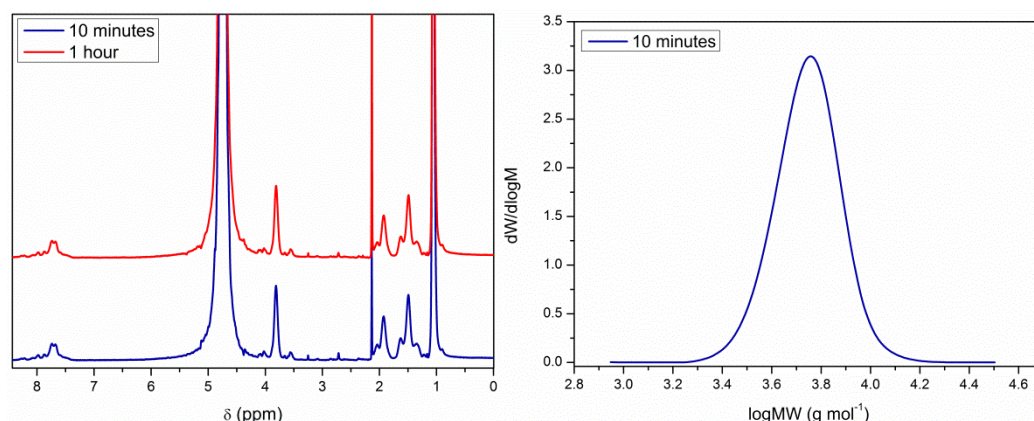 10 minutes
1 hour
8 7 6 5 4 3 2 1 0
δ (ppm)
10 minutes
3.5
3.0
2.5
2.0
1.5
1.0
0.5
0.0
dW/dlogM
2.8 3.0 3.2 3.4 3.6 3.8 4.0 4.2 4.4 4.6
logMW (g mol⁻¹)